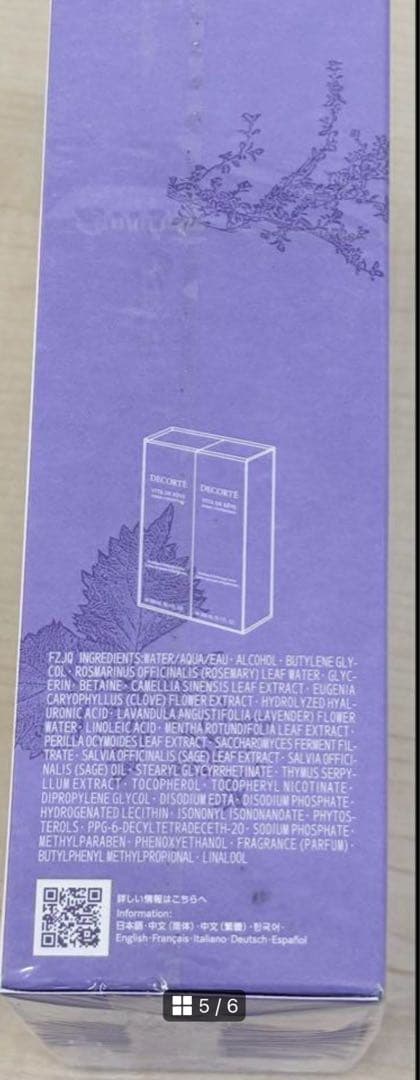 DECORTÉ
VITA DE RÊVE
DECORTÉ
VITA DE RÊVE
FZJQ INGREDIENTS:WATER/AQUA/EAU · ALCOHOL · BUTYLENE GLY-
COL · ROSMARINUS OFFICINALIS (ROSEMARY) LEAF WATER · GLYC-
ERIN · BETAINE · CAMELLIA SINENSIS LEAF EXTRACT · EUGENIA
CARYOPHYLLUS (CLOVE) FLOWER EXTRACT · HYDROLYZED HYAL-
URONIC ACID · LAVANDULA ANGUSTIFOLIA (LAVENDER) FLOWER
WATER · LINOLEIC ACID · MENTHA ROTUNDIFOLIA LEAF EXTRACT ·
PERILLA OCYMOIDES LEAF EXTRACT · SACCHAROMYCES FERMENT FIL-
TRATE · SALVIA OFFICINALIS (SAGE) LEAF EXTRACT · SALVIA OFFICI-
NALIS (SAGE) OIL · STEARYL GLYCYRRHETINATE · THYMUS SERPY-
LLUM EXTRACT · TOCOPHEROL · TOCOPHERYL NICOTINATE ·
DIPROPYLENE GLYCOL · DISODIUM EDTA · DISODIUM PHOSPHATE ·
HYDROGENATED LECITHIN · ISONONYL ISONONANOATE · PHYTOS-
TEROLS · PPG-6-DECYLTETRADECETH-20 · SODIUM PHOSPHATE ·
METHYLPARABEN · PHENOXYETHANOL · FRAGRANCE (PARFUM) ·
BUTYLPHENYL METHYLPROPIONAL · LINALOOL
詳しい情報はこちらへ
Information:
日本語·中文(简体)·中文(繁體)·한국어·
English·Français·Italiano·Deutsch·Español
5 / 6